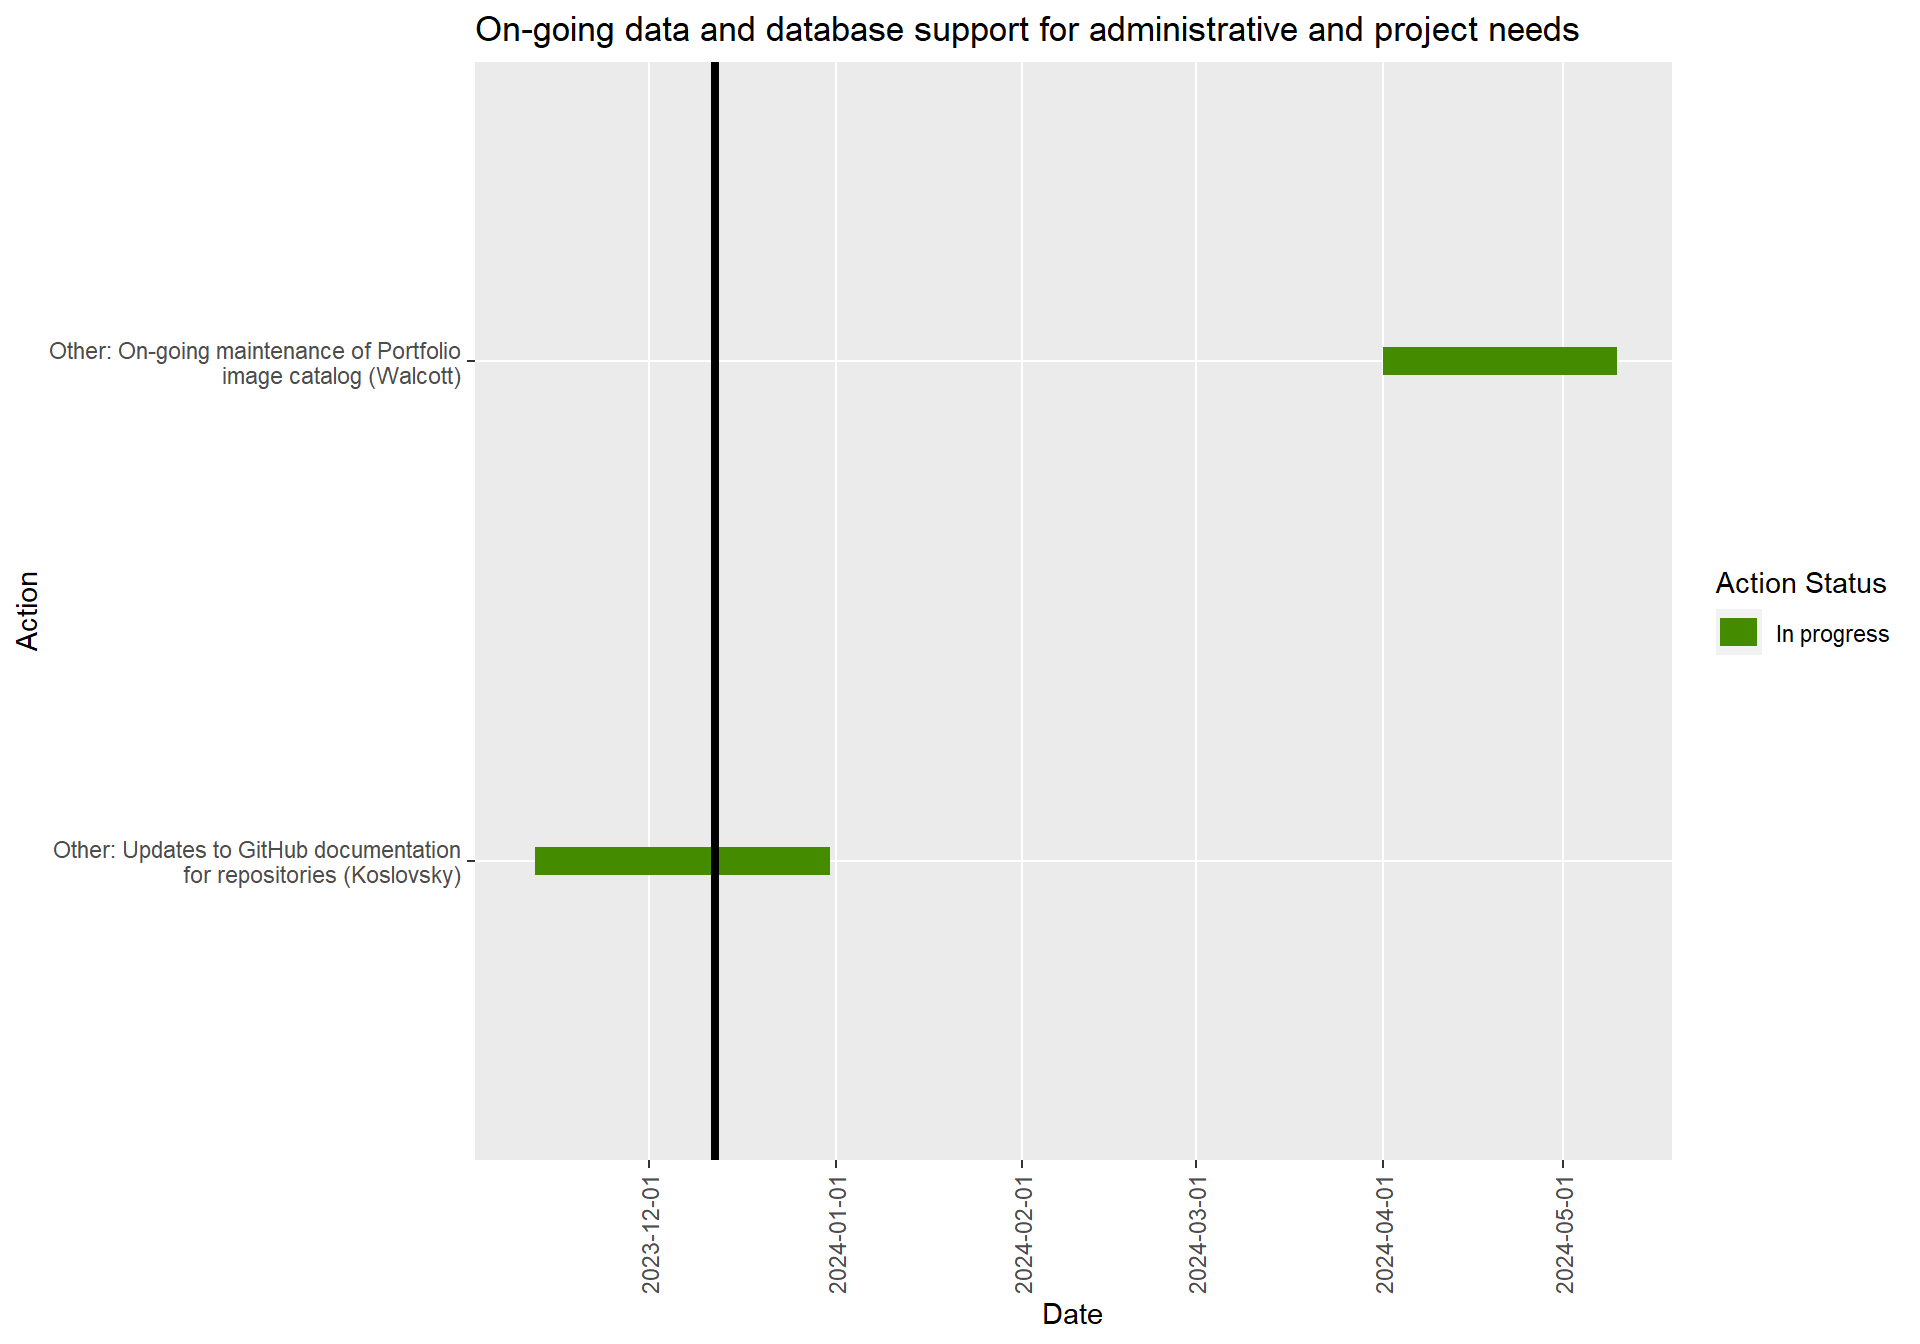 On-going data and database support for administrative and project needs
Action
Other: On-going maintenance of Portfolio
image catalog (Walcott)
Other: Updates to GitHub documentation
for repositories (Koslovsky)
2023-12-01
2024-01-01
2024-02-01
2024-03-01
2024-04-01
2024-05-01
Date
Action Status
In progress